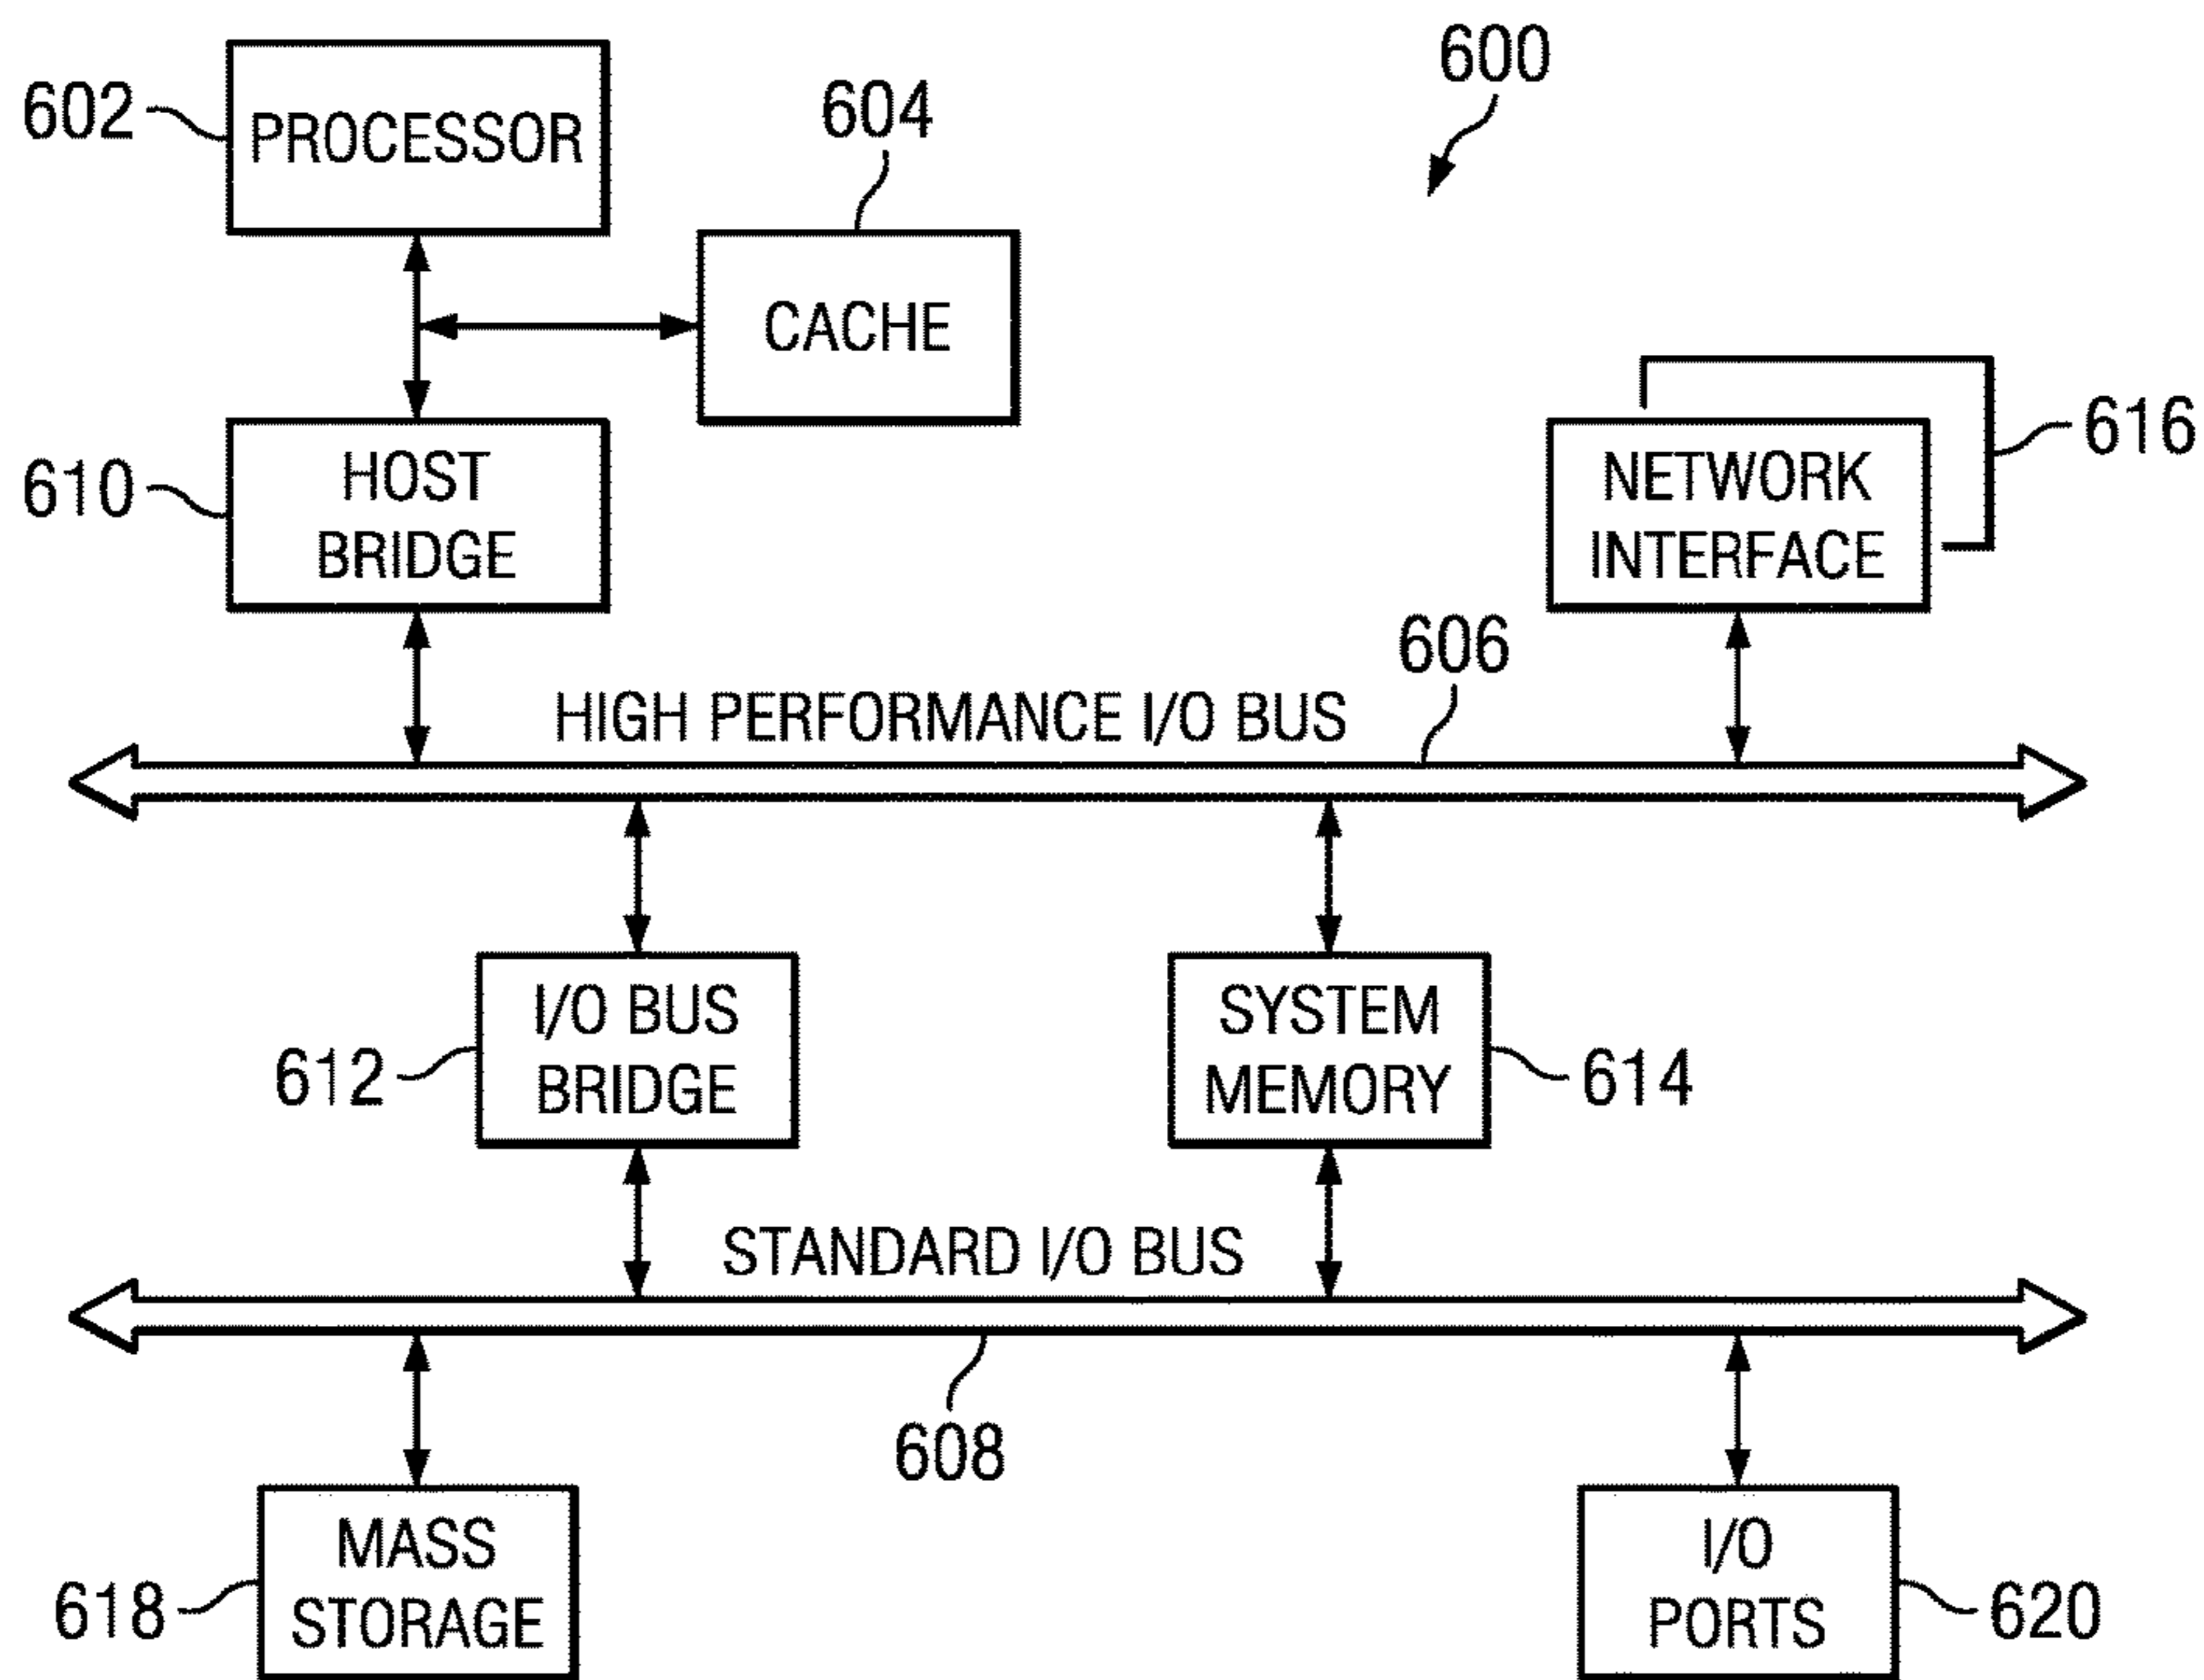 600
602
PROCESSOR
604
CACHE
610
HOST
BRIDGE
616
NETWORK
INTERFACE
606
HIGH PERFORMANCE I/O BUS
612
I/O BUS
BRIDGE
SYSTEM
MEMORY
614
STANDARD I/O BUS
608
618
MASS
STORAGE
I/O
PORTS
620